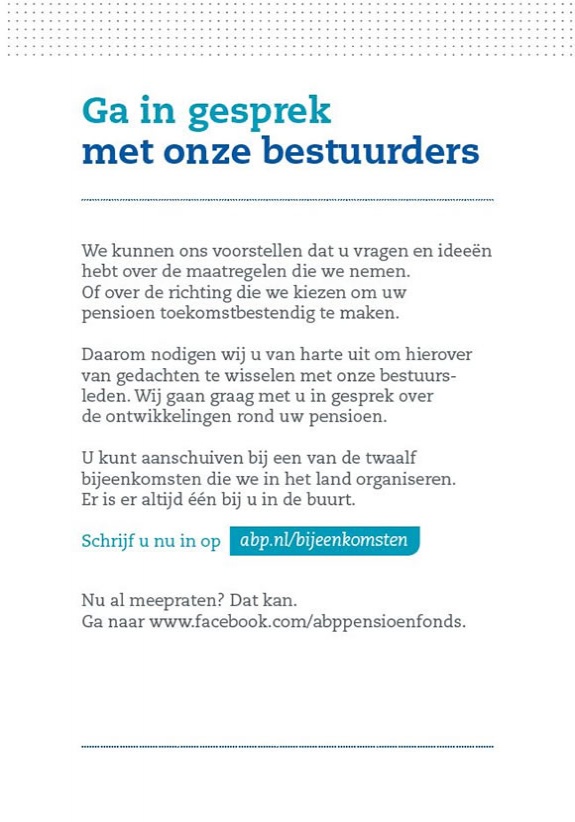 Ga in gesprek
met onze bestuurders
We kunnen ons voorstellen dat u vragen en ideeën
hebt over de maatregelen die we nemen.
Of over de richting die we kiezen om uw
pensioen toekomstbestendig te maken.
Daarom nodigen wij u van harte uit om hierover
van gedachten te wisselen met onze bestuurs-
leden. Wij gaan graag met u in gesprek over
de ontwikkelingen rond uw pensioen.
U kunt aanschuiven bij een van de twaalf
bijeenkomsten die we in het land organiseren.
Er is er altijd één bij u in de buurt.
Schrijf u nu in op abp.nl/bijeenkomsten
Nu al meepraten? Dat kan.
Ga naar www.facebook.com/abppensioenfonds.